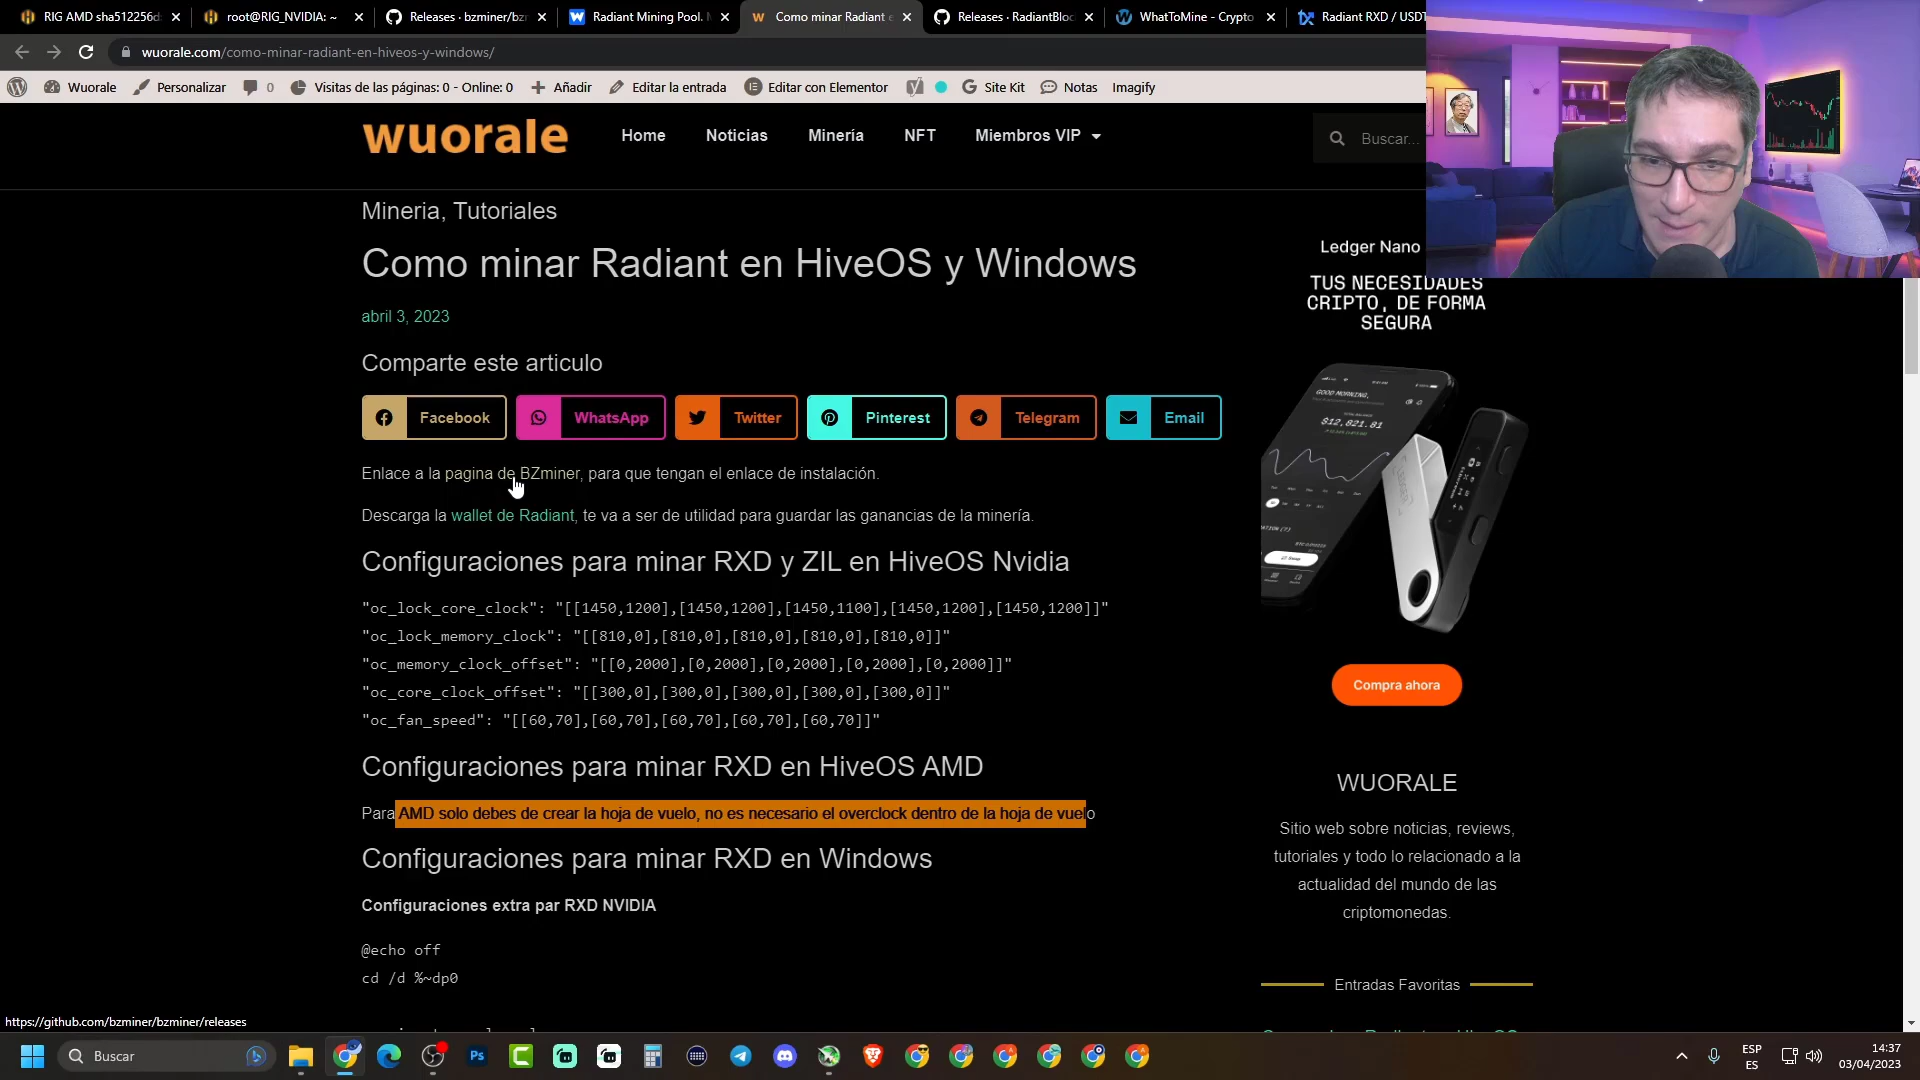 RIG AMD sha512256d
root@RIG_NVIDIA: ~
Releases · bzminer/bz
Radiant Mining Pool.
Como minar Radiant e
Releases · RadiantBloc
WhatToMine - Crypto
Radiant RXD / USDT
wuorale.com/como-minar-radiant-en-hiveos-y-windows/
Wuorale
Personalizar
0
Visitas de las páginas: 0 - Online: 0
Añadir
Editar la entrada
Editar con Elementor
Site Kit
Notas
Imagify
wuorale
Home
Noticias
Minería
NFT
Miembros VIP
Buscar...
Mineria, Tutoriales
Como minar Radiant en HiveOS y Windows
abril 3, 2023
Comparte este articulo
Facebook
WhatsApp
Twitter
Pinterest
Telegram
Email
Enlace a la pagina de BZminer, para que tengan el enlace de instalación.
Descarga la wallet de Radiant, te va a ser de utilidad para guardar las ganancias de la minería.
Configuraciones para minar RXD y ZIL en HiveOS Nvidia
"oc_lock_core_clock": "[[1450,1200],[1450,1200],[1450,1100],[1450,1200],[1450,1200]]"
"oc_lock_memory_clock": "[[810,0],[810,0],[810,0],[810,0],[810,0]]"
"oc_memory_clock_offset": "[[0,2000],[0,2000],[0,2000],[0,2000],[0,2000]]"
"oc_core_clock_offset": "[[300,0],[300,0],[300,0],[300,0],[300,0]]"
"oc_fan_speed": "[[60,70],[60,70],[60,70],[60,70],[60,70]]"
Configuraciones para minar RXD en HiveOS AMD
Para AMD solo debes de crear la hoja de vuelo, no es necesario el overclock dentro de la hoja de vuelo
Configuraciones para minar RXD en Windows
Configuraciones extra par RXD NVIDIA
@echo off
cd /d %~dp0
Ledger Nano
TUS NECESIDADES
CRIPTO, DE FORMA
SEGURA
GOOD MORNING,
$12,821.81
Compra ahora
WUORALE
Sitio web sobre noticias, reviews,
tutoriales y todo lo relacionado a la
actualidad del mundo de las
criptomonedas.
Entradas Favoritas
https://github.com/bzminer/bzminer/releases
Buscar
Ps
ESP
ES
14:37
03/04/2023